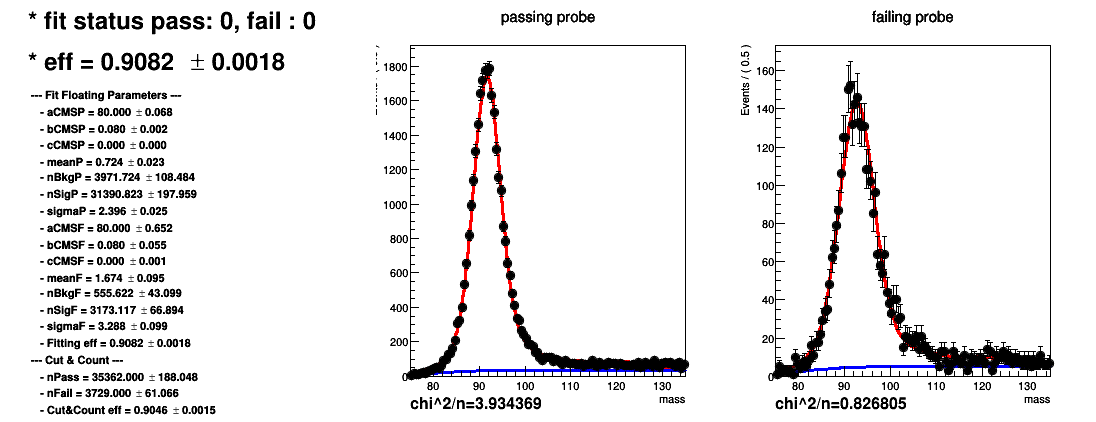 * fit status pass: 0, fail : 0
* eff = 0.9082 ± 0.0018
--- Fit Floating Parameters ---
- aCMSP = 80.000 ± 0.068
- bCMSP = 0.080 ± 0.002
- cCMSP = 0.000 ± 0.000
- meanP = 0.724 ± 0.023
- nBkgP = 3971.724 ± 108.484
- nSigP = 31390.823 ± 197.959
- sigmaP = 2.396 ± 0.025
- aCMSF = 80.000 ± 0.652
- bCMSF = 0.080 ± 0.055
- cCMSF = 0.000 ± 0.001
- meanF = 1.674 ± 0.095
- nBkgF = 555.622 ± 43.099
- nSigF = 3173.117 ± 66.894
- sigmaF = 3.288 ± 0.099
- Fitting eff = 0.9082 ± 0.0018
--- Cut & Count ---
- nPass = 35362.000 ± 188.048
- nFail = 3729.000 ± 61.066
- Cut&Count eff = 0.9046 ± 0.0015
passing probe
1800
1600
1400
1200
1000
800
600
400
200
0
80 90 100 110 120 130
mass
chi^2/n=3.934369
failing probe
Events / ( 0.5 )
160
140
120
100
80
60
40
20
0
80 90 100 110 120 130
mass
chi^2/n=0.826805